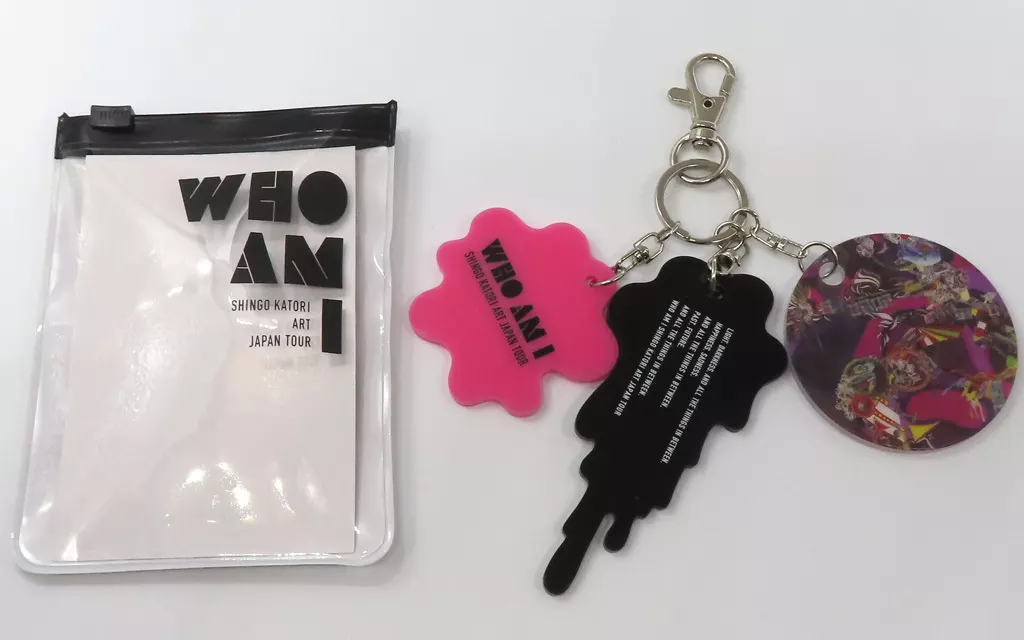 WHO
AM
I
SHINGO KATORI
ART
JAPAN TOUR
WHO AM I
SHINGO KATORI ART JAPAN TOUR
LIGHT, DARKNESS, AND ALL THE THINGS IN BETWEEN.
HAPPINESS, SADNESS,
AND ALL THE THINGS IN BETWEEN.
PAST, FUTURE,
AND ALL THE THINGS IN BETWEEN.
WHO AM I SHINGO KATORI ART JAPAN TOUR